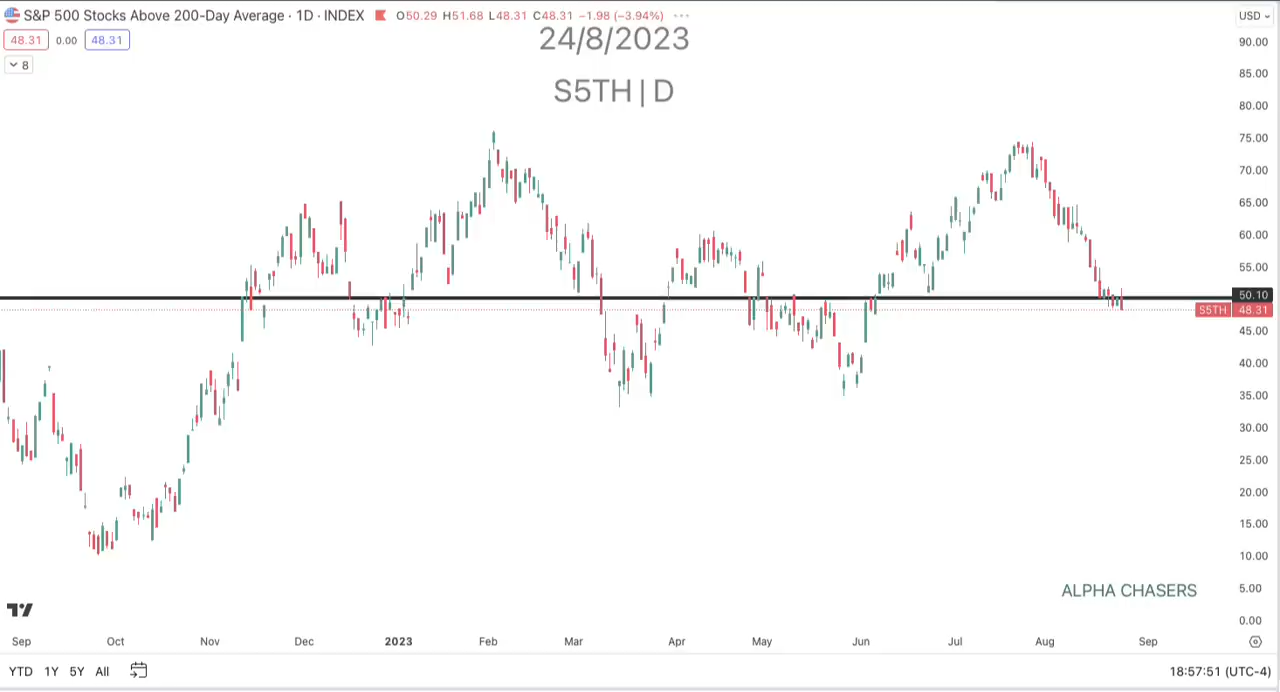 S&P 500 Stocks Above 200-Day Average · 1D · INDEX O50.29 H51.68 L48.31 C48.31 −1.98 (−3.94%) ···
USD
48.31 0.00 48.31
8
24/8/2023
S5TH | D
90.00
85.00
80.00
75.00
70.00
65.00
60.00
55.00
50.10
S5TH 48.31
45.00
40.00
35.00
30.00
25.00
20.00
15.00
10.00
5.00
0.00
ALPHA CHASERS
Sep Oct Nov Dec 2023 Feb Mar Apr May Jun Jul Aug Sep
YTD 1Y 5Y All 18:57:51 (UTC-4)